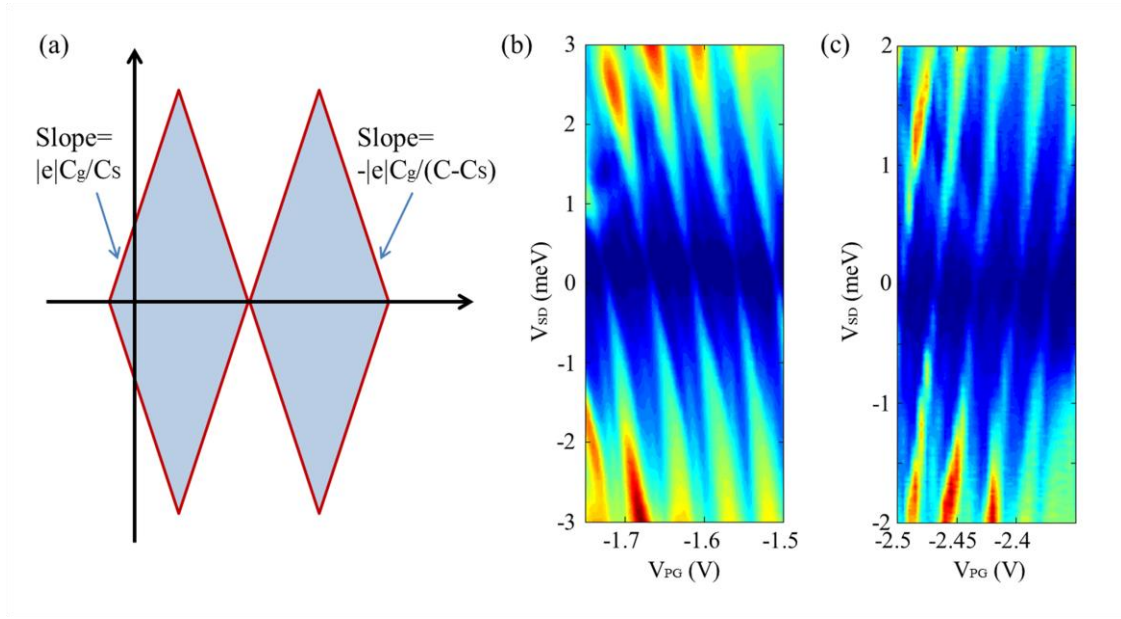 (a)
Slope=
|e|Cg/Cs
Slope=
-|e|Cg/(C-Cs)
(b)
3
2
1
0
-1
-2
-3
VSD (meV)
-1.7
-1.6
-1.5
VPG (V)
(c)
2
1
0
-1
-2
VSD (meV)
-2.5
-2.45
-2.4
VPG (V)